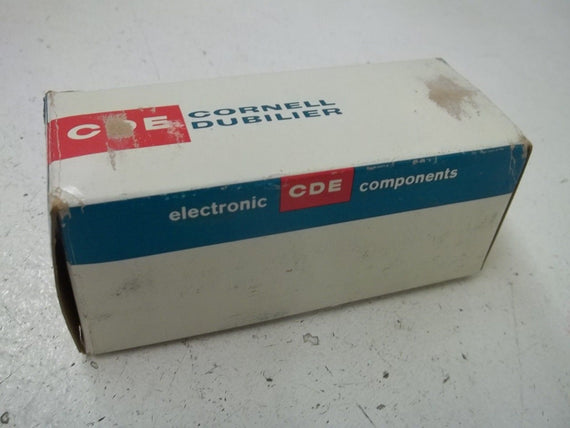 CDE CORNELL
DUBILIER
electronic CDE components